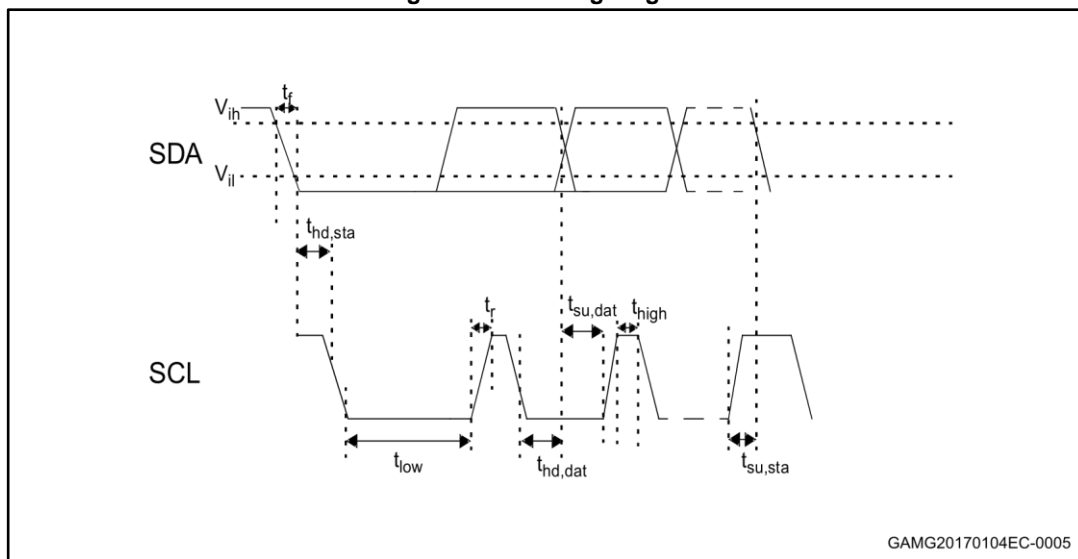 t_f
V_ih
SDA
V_il
t_hd,sta
t_r
t_su,dat
t_high
SCL
t_low
t_hd,dat
t_su,sta
GAMG20170104EC-0005